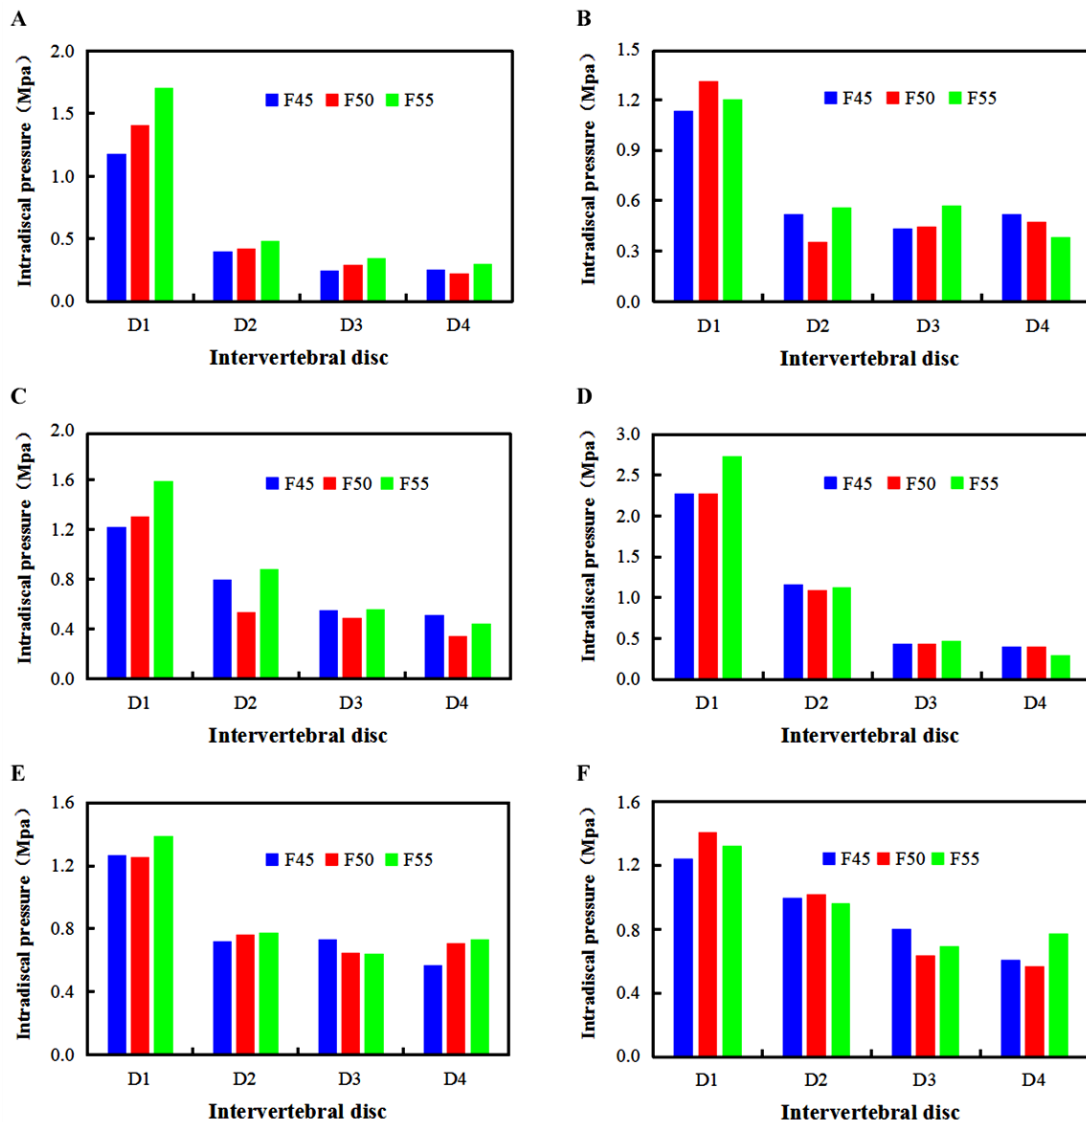 A
Intradiscal pressure（Mpa）
2.0
1.5
1.0
0.5
0.0
F45 F50 F55
D1 D2 D3 D4
Intervertebral disc
B
Intradiscal pressure（Mpa）
1.5
1.2
0.9
0.6
0.3
0.0
F45 F50 F55
D1 D2 D3 D4
Intervertebral disc
C
Intradiscal pressure（Mpa）
2.0
1.6
1.2
0.8
0.4
0.0
F45 F50 F55
D1 D2 D3 D4
Intervertebral disc
D
Intradiscal pressure（Mpa）
3.0
2.5
2.0
1.5
1.0
0.5
0.0
F45 F50 F55
D1 D2 D3 D4
Intervertebral disc
E
Intradiscal pressure（Mpa）
1.6
1.2
0.8
0.4
0.0
F45 F50 F55
D1 D2 D3 D4
Intervertebral disc
F
Intradiscal pressure（Mpa）
1.6
1.2
0.8
0.4
0.0
F45 F50 F55
D1 D2 D3 D4
Intervertebral disc